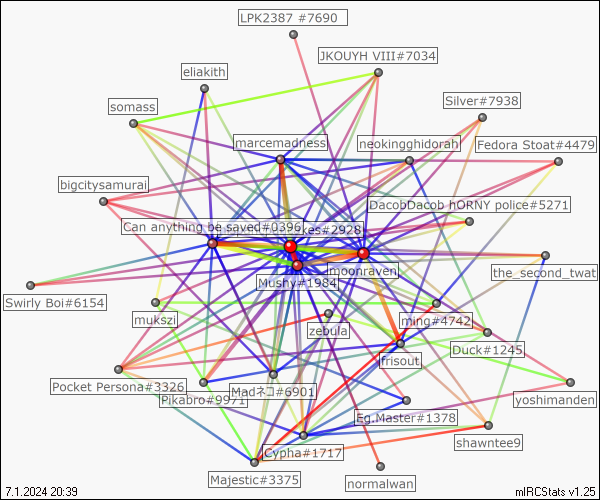 LPK2387 #7690
JKOUYH VIII#7034
eliakith
Silver#7938
somass
marcemadness
neokingghidorah
Fedora Stoat#4479
bigcitysamurai
DacobDacob hORNY police#5271
Can anything be saved#0396
kes#2928
moonraven
the_second_twat
Mushy#1984
Swirly Boi#6154
mukszi
ming#4742
zebula
frisout
Duck#1245
Pocket Persona#3326
Madネコ#6901
Pikabro#9971
yoshimanden
Eg.Master#1378
shawntee9
Cypha#1717
Majestic#3375
normalwan
7.1.2024 20:39
mIRCStats v1.25